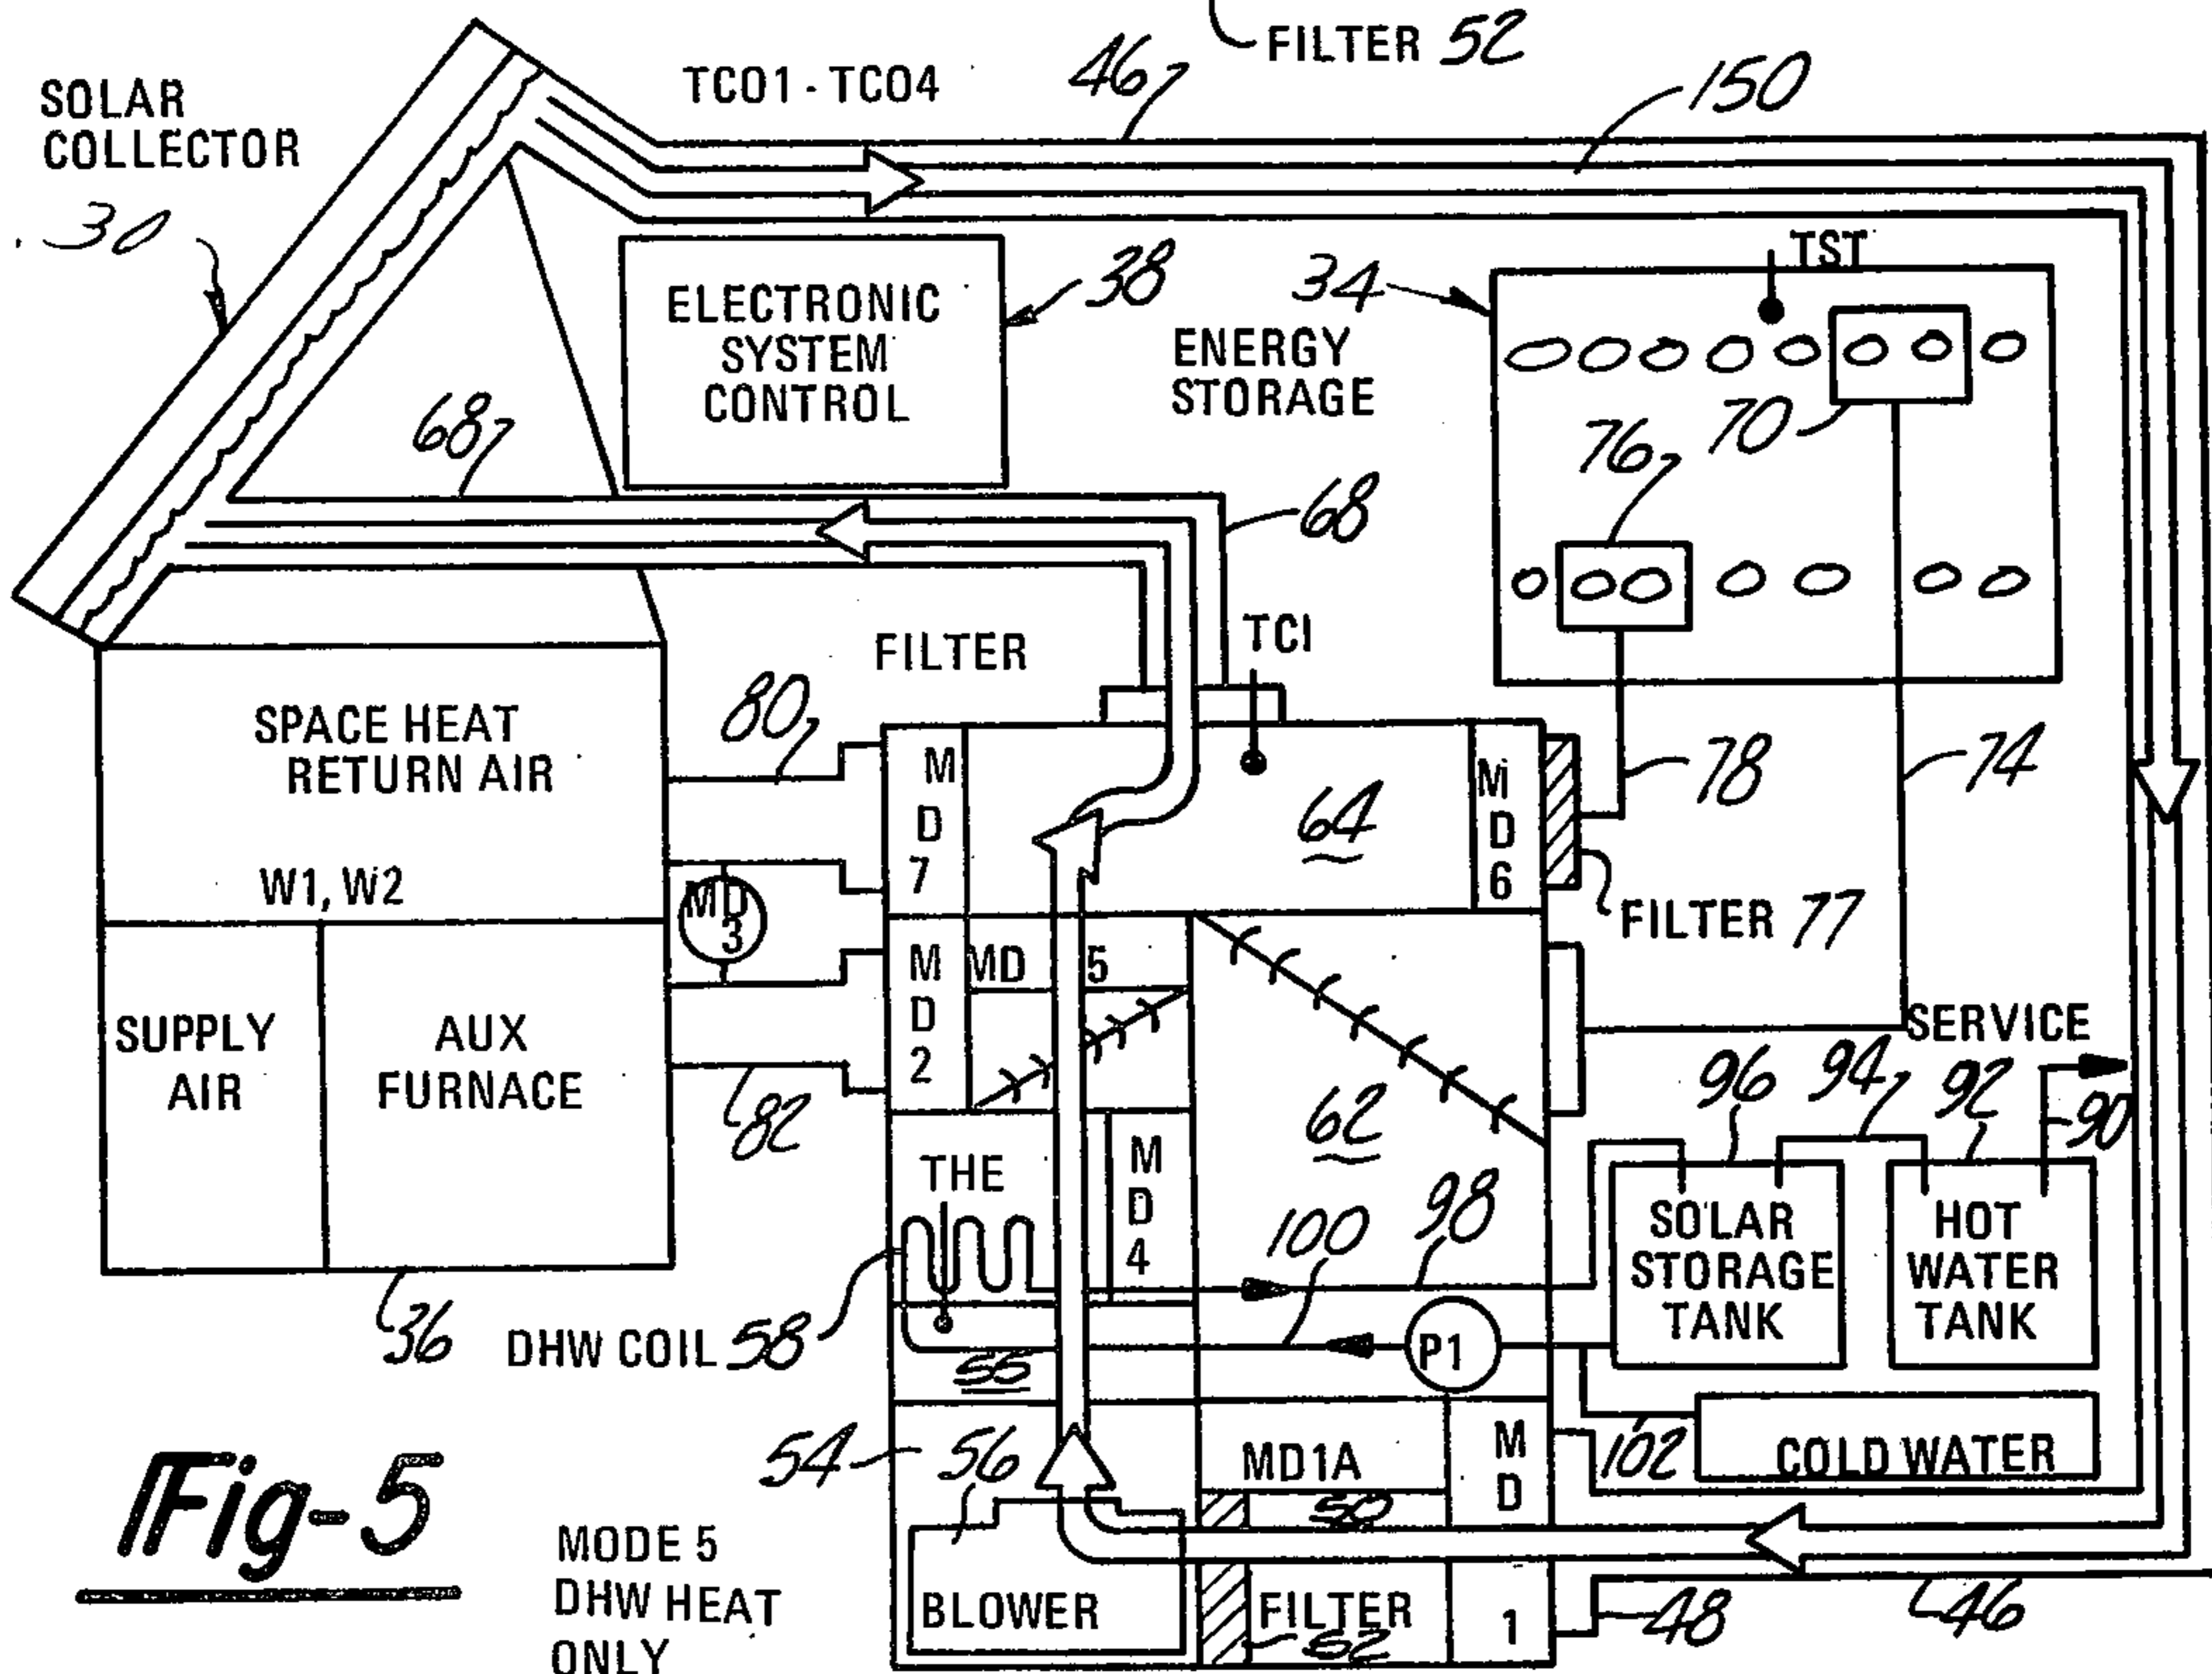 FILTER 52
SOLAR
COLLECTOR
30
TCO1 - TCO4
46
150
ELECTRONIC
SYSTEM
CONTROL
38
34
TST
ENERGY
STORAGE
70
76
68
68
FILTER
TCI
SPACE HEAT
RETURN AIR
W1, W2
80
MD
3
M
D
7
64
M
D
6
78
74
FILTER 77
SUPPLY
AIR
AUX
FURNACE
82
36
M
D
2
MD 5
62
THE
M
D
4
100
98
SERVICE
96
94
92
90
SOLAR
STORAGE
TANK
HOT
WATER
TANK
DHW COIL 58
55
P1
54
56
MD1A
50
M
D
1
102
COLD WATER
BLOWER
FILTER
52
48
46
Fig-5
MODE 5
DHW HEAT
ONLY